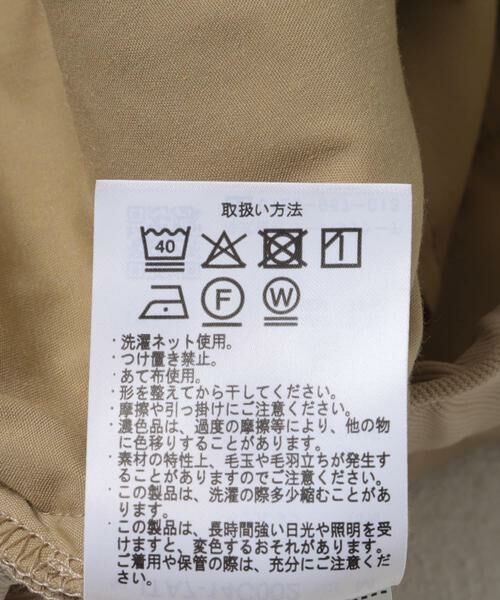 取扱い方法
40
F W
・洗濯ネット使用。
・つけ置き禁止。
・あて布使用。
・形を整えてから干してください。
・摩擦や引っ掛けにご注意ください。
・濃色品は、過度の摩擦等により、他の物
に色移りすることがあります。
・素材の特性上、毛玉や毛羽立ちが発生す
ることがありますのでご注意ください。
・この製品は、洗濯の際多少縮むことがあ
ります。
・この製品は、長時間強い日光や照明を受
けますと、変色するおそれがあります。
ご着用や保管の際は、充分にご注意くださ
い。